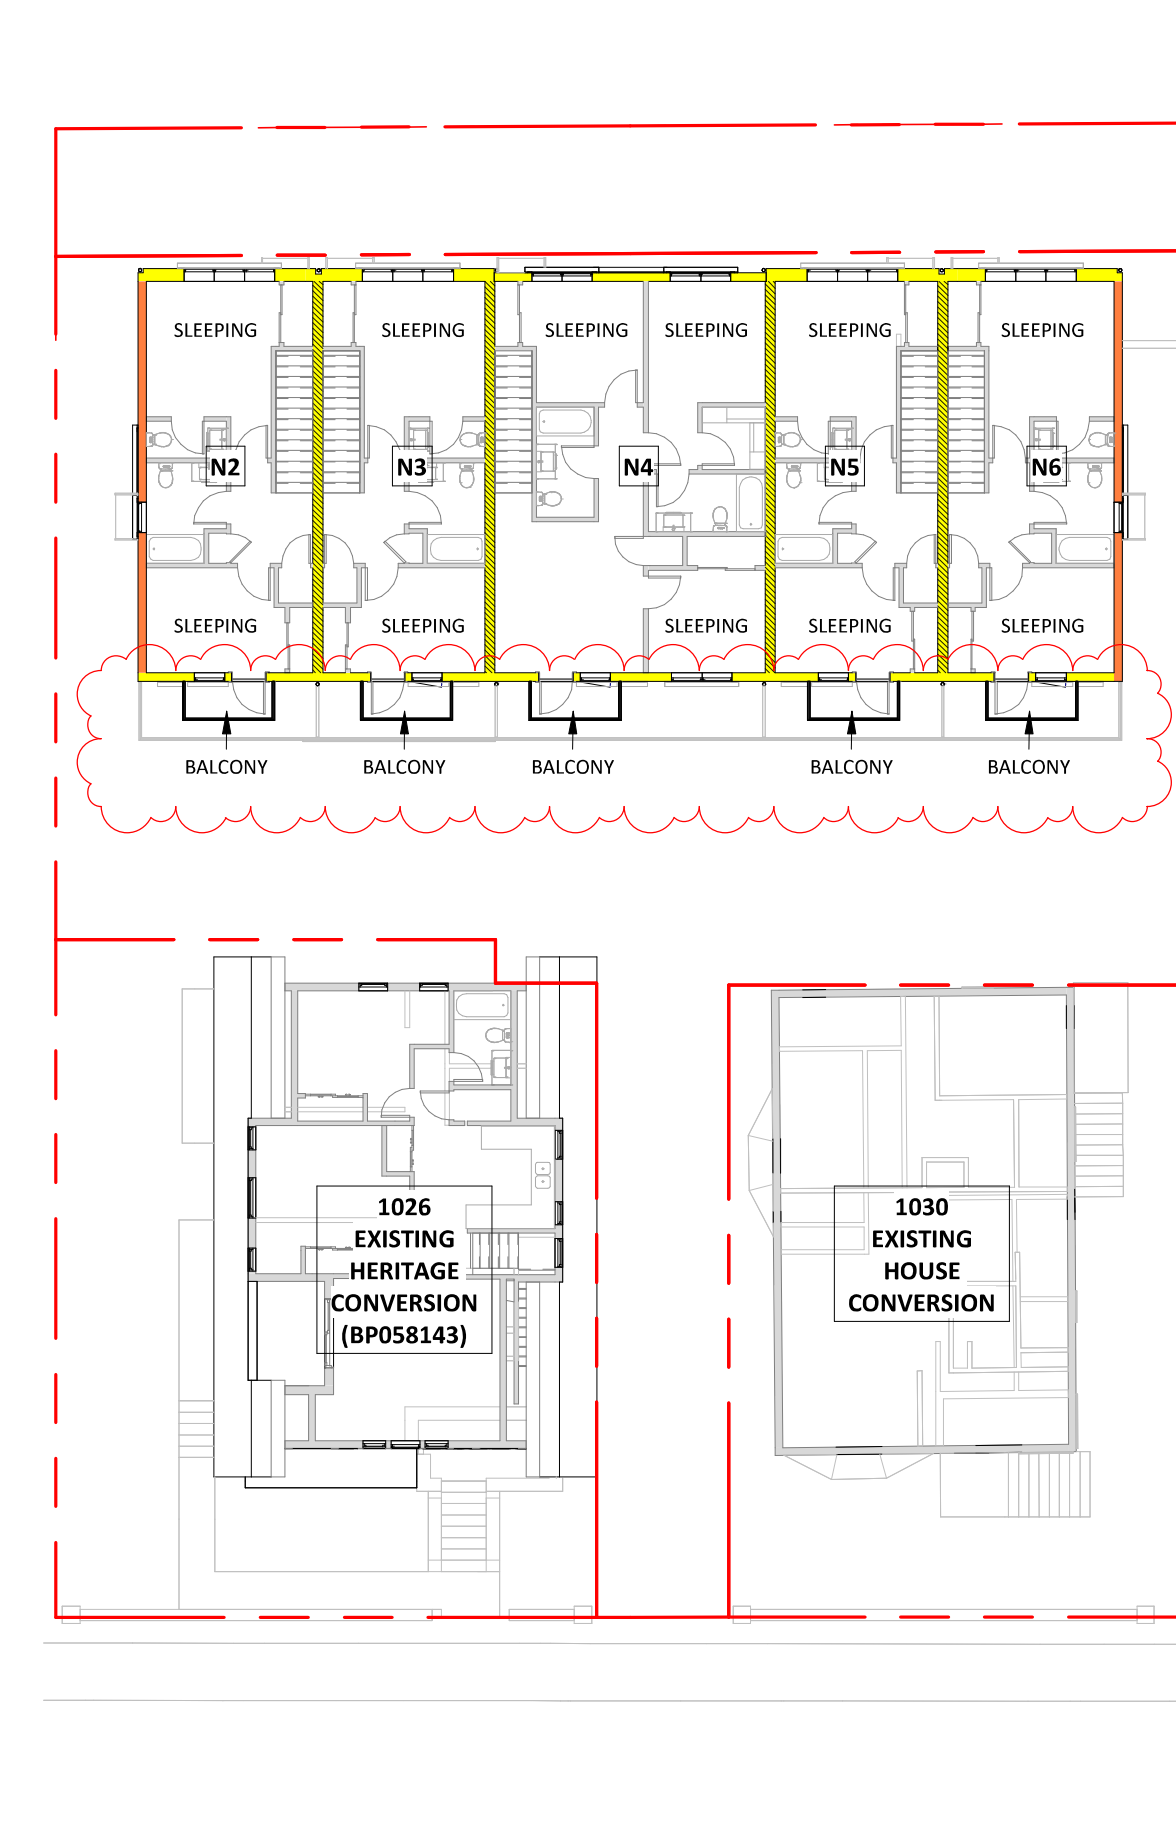 SLEEPING SLEEPING SLEEPING SLEEPING SLEEPING SLEEPING
N2 N3 N4 N5 N6
SLEEPING SLEEPING SLEEPING SLEEPING SLEEPING
BALCONY BALCONY BALCONY BALCONY BALCONY
1026
EXISTING
HERITAGE
CONVERSION
(BP058143)
1030
EXISTING
HOUSE
CONVERSION